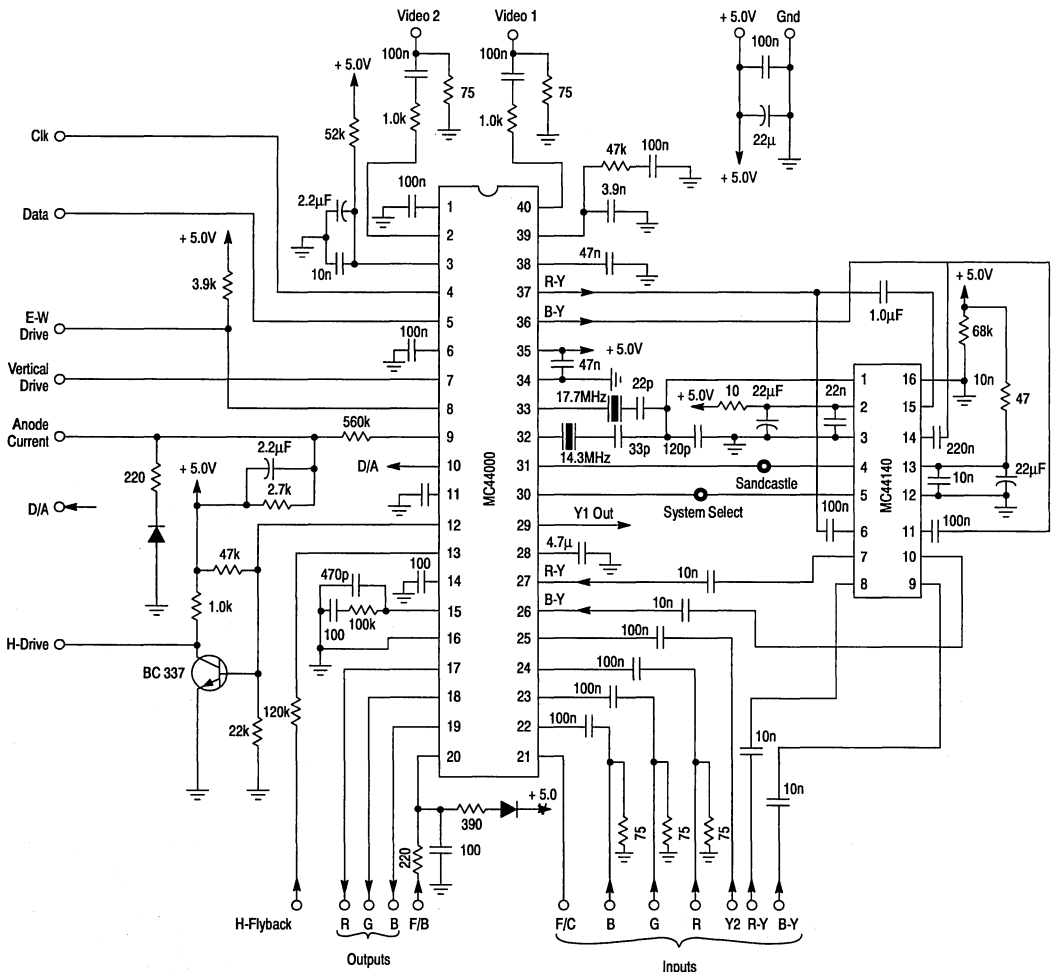 Video 2 Video 1
+ 5.0V Gnd
100n 100n 100n
+ 5.0V
75 75
52k 1.0k 1.0k
22µ
Clk
47k 100n
+ 5.0V
100n
2.2µF
3.9n
Data
1 40
2 39
+ 5.0V
10n
3 38
47n
3.9k
4 37 R-Y
+ 5.0V
E-W
Drive
5 36 B-Y
1.0µF
68k
100n
6 35 + 5.0V
47n
Vertical
Drive
7 34
1 16 10n
8 33 17.7MHz 22p
+ 5.0V 10 22µF 22n
2 15
47
Anode
Current
560k
9 32 14.3MHz 33p 120p
3 14 220n
2.2µF
+ 5.0V
220
2.7k
D/A
10 31
Sandcastle
4 13
10n
22µF
D/A
11 30
System Select
5 12
MC44000
MC44140
12 29 Y1 Out
100n
6 11 100n
47k
13 28 4.7µ
7 10
470p
100
14 27 R-Y 10n
8 9
1.0k
100 100k
15 26 B-Y 10n
H-Drive
16 25 100n
BC 337
17 24 100n
120k
18 23 100n
22k
19 22 100n
20 21
10n
10n
+ 5.0
390
100
220
75 75 75
H-Flyback R G B F/B F/C B G R Y2 R-Y B-Y
Outputs
Inputs